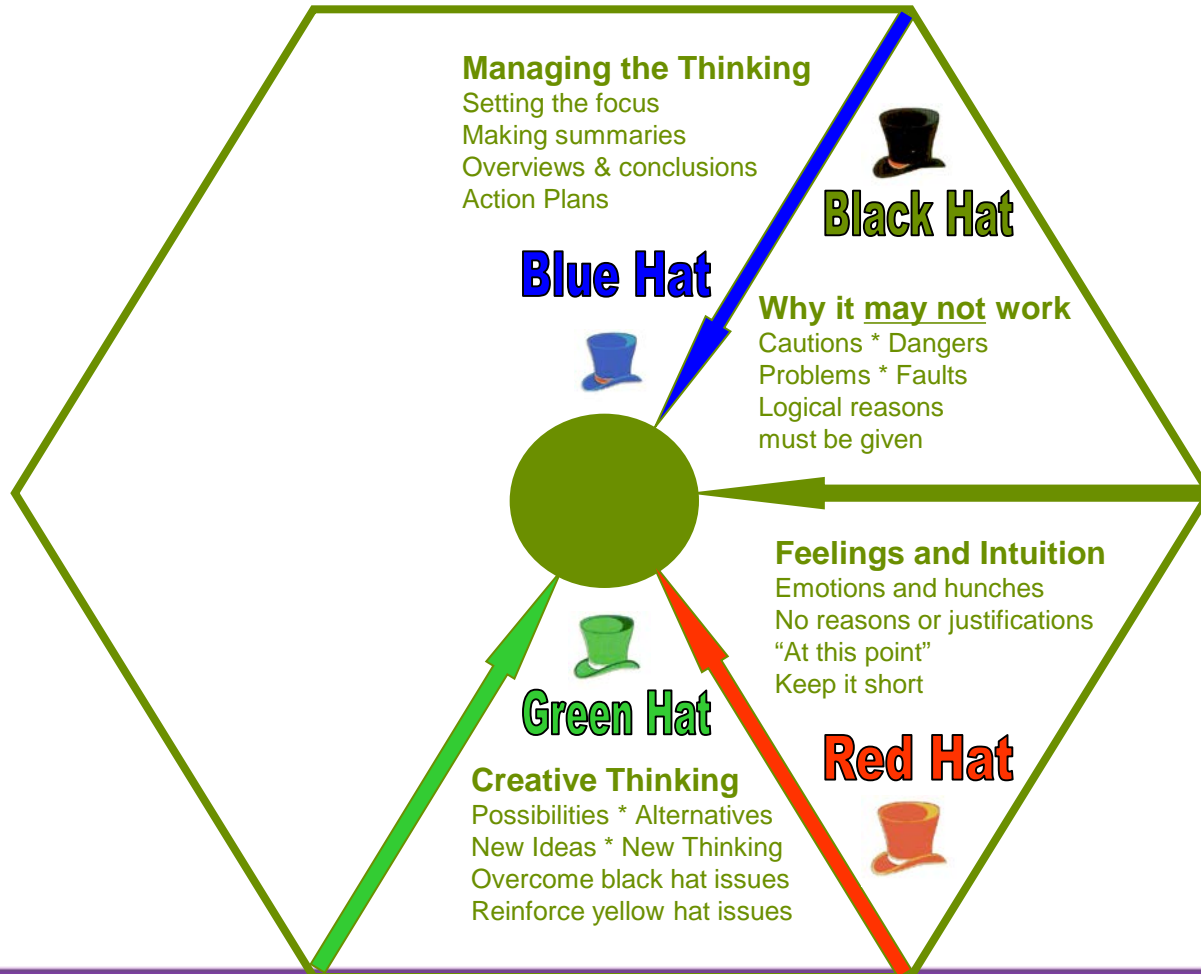 Managing the Thinking
Setting the focus
Making summaries
Overviews & conclusions
Action Plans
Blue Hat
Black Hat
Why it may not work
Cautions * Dangers
Problems * Faults
Logical reasons
must be given
Feelings and Intuition
Emotions and hunches
No reasons or justifications
“At this point”
Keep it short
Red Hat
Green Hat
Creative Thinking
Possibilities * Alternatives
New Ideas * New Thinking
Overcome black hat issues
Reinforce yellow hat issues